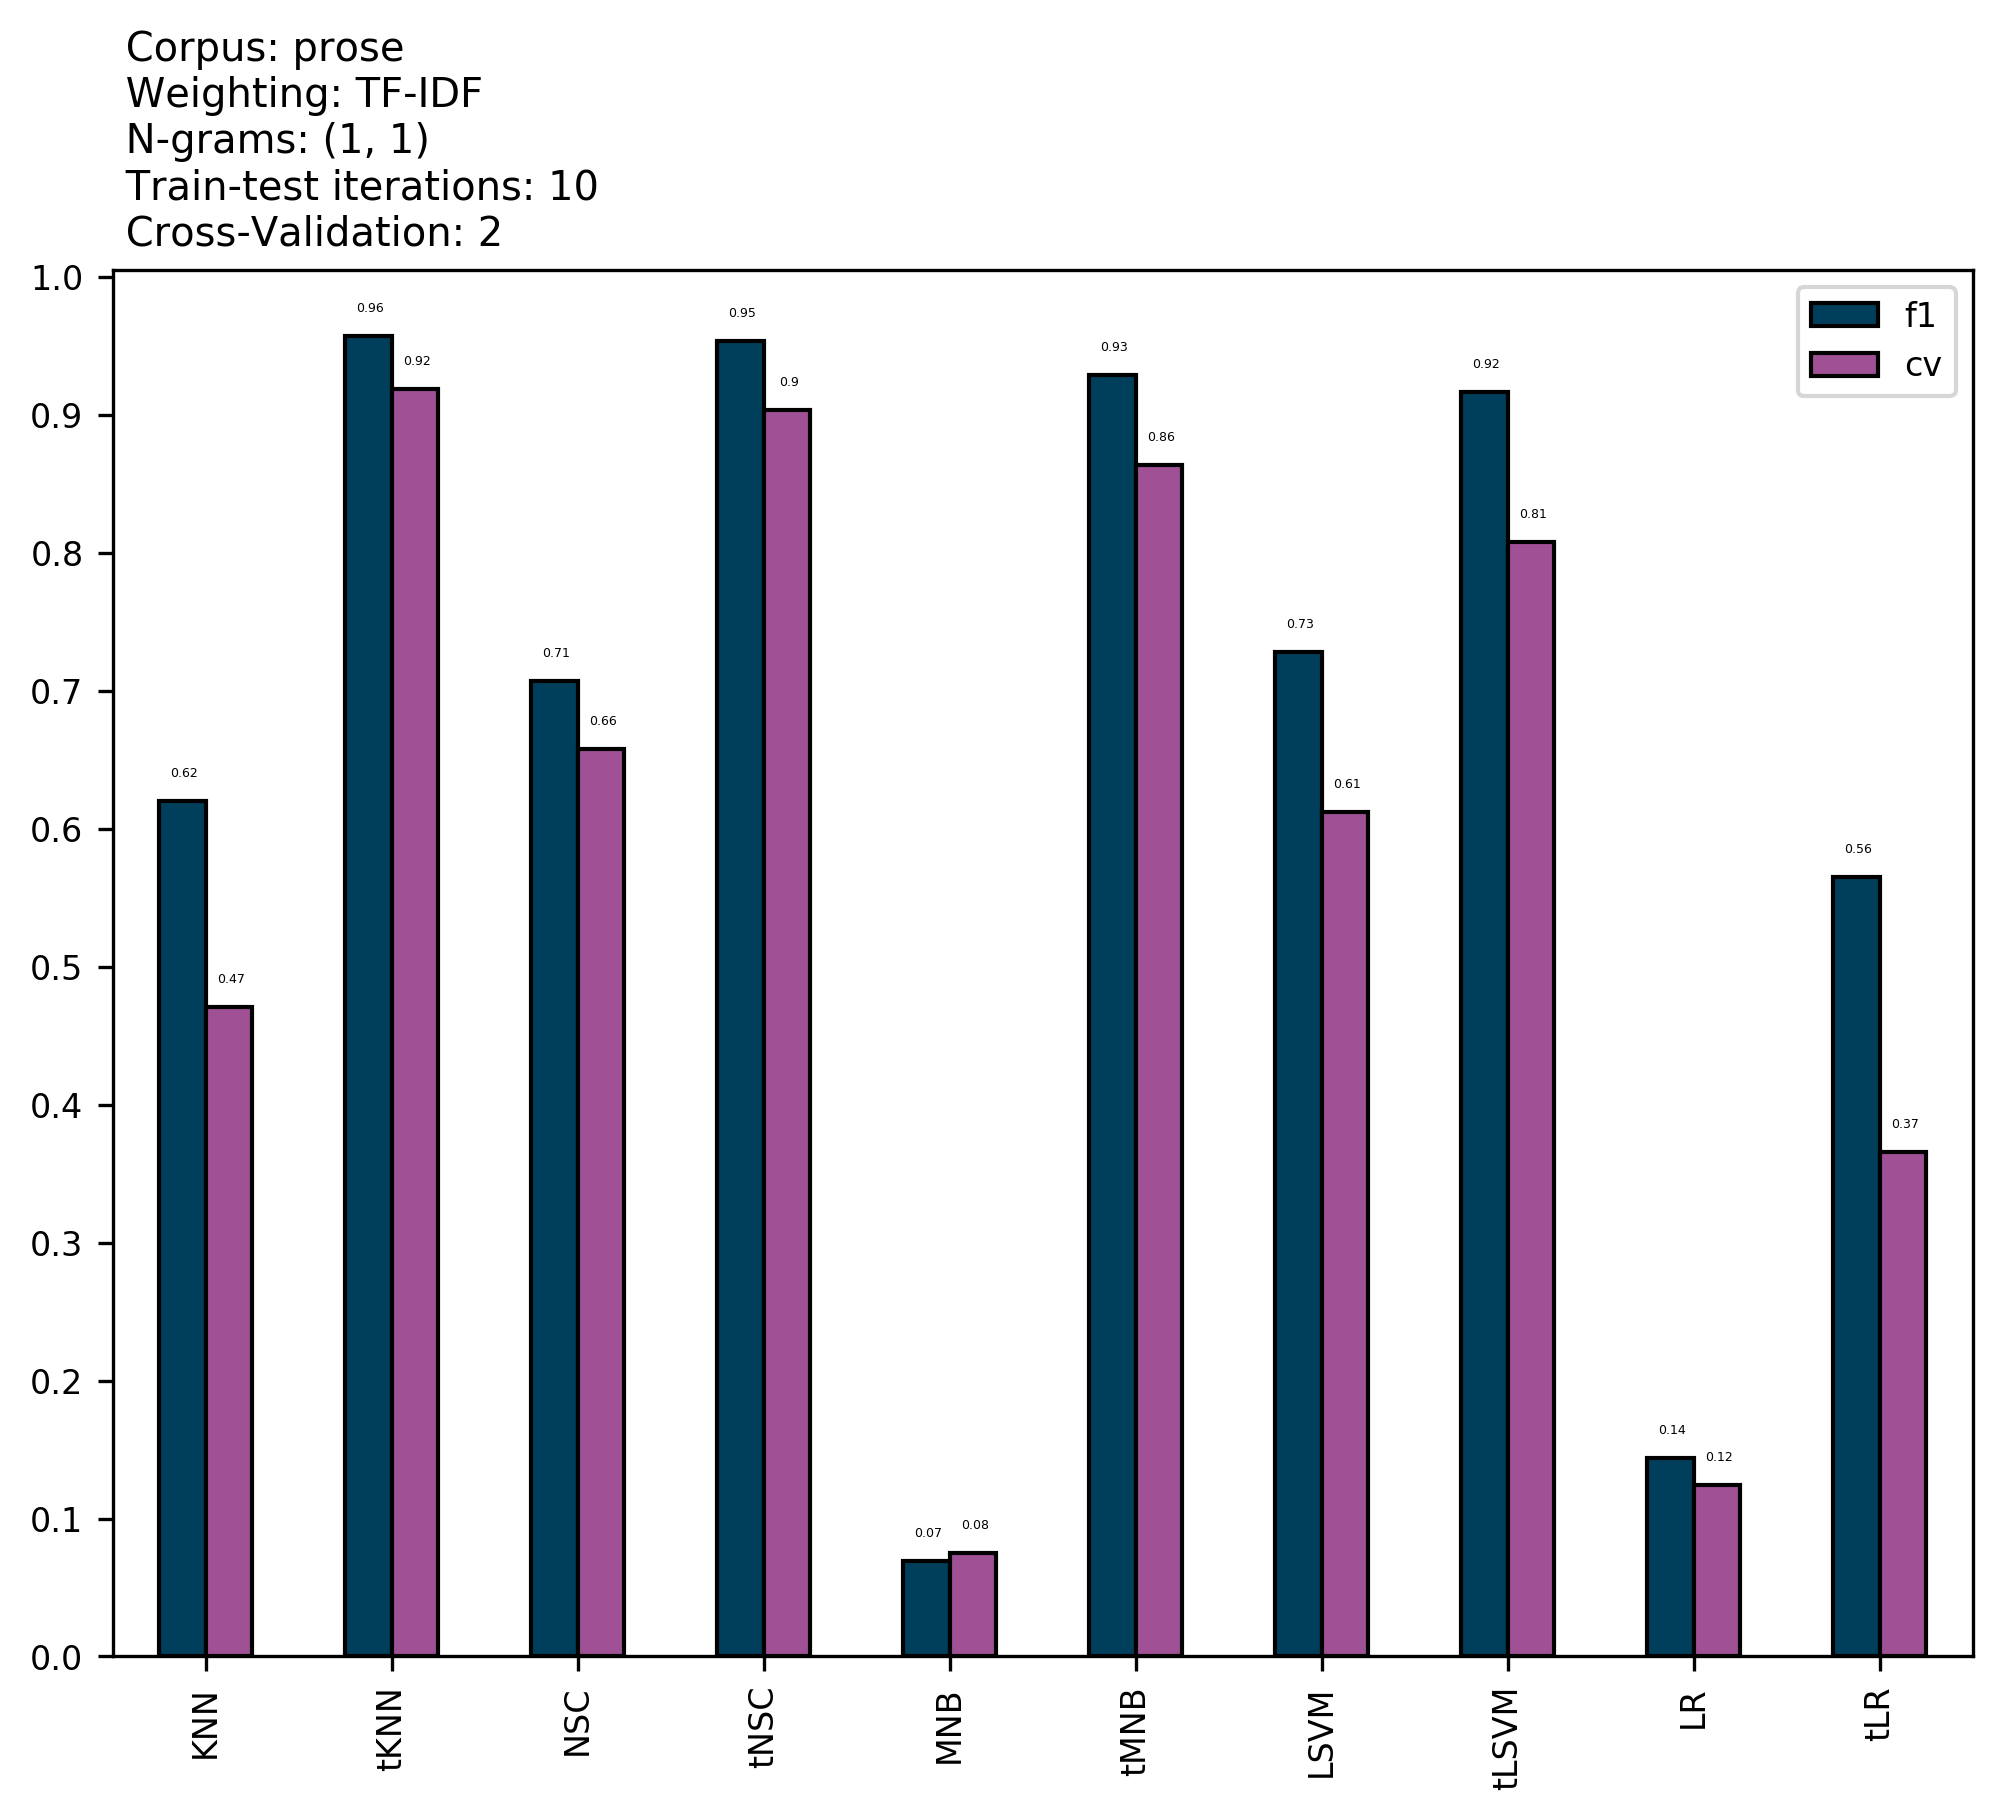 Corpus: prose
Weighting: TF-IDF
N-grams: (1, 1)
Train-test iterations: 10
Cross-Validation: 2
1.0
0.9
0.8
0.7
0.6
0.5
0.4
0.3
0.2
0.1
0.0
f1
cv
0.62
0.47
0.96
0.92
0.71
0.66
0.95
0.9
0.07
0.08
0.93
0.86
0.73
0.61
0.92
0.81
0.14
0.12
0.56
0.37
KNN
tKNN
NSC
tNSC
MNB
tMNB
LSVM
tLSVM
LR
tLR